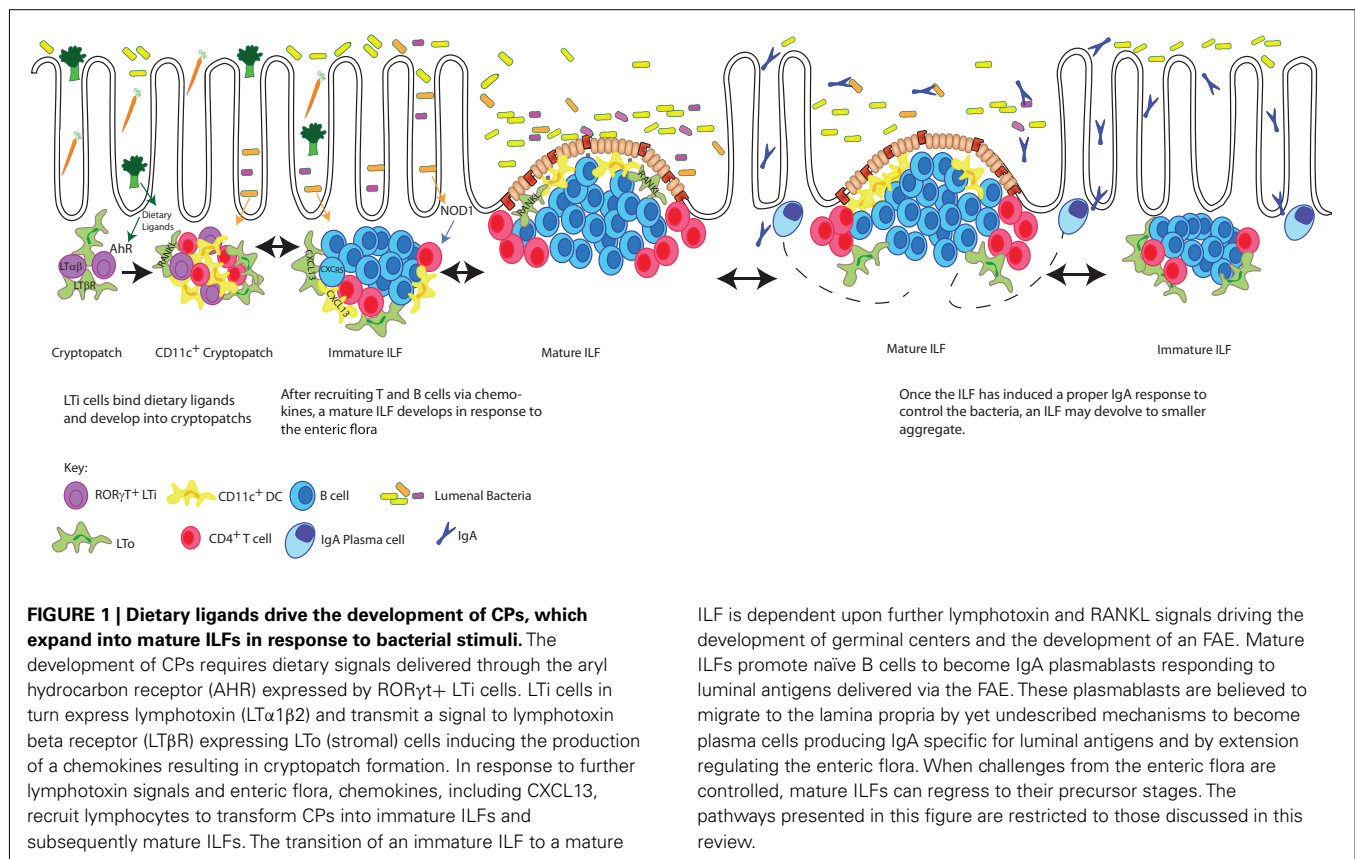 Dietary
Ligands
AhR
NOD1
LTαβ
LTβR
RANKL
CXCL13
CXCR5
CXCL13
RANKL
RANKL
Cryptopatch
CD11c+ Cryptopatch
Immature ILF
Mature ILF
Mature ILF
Immature ILF
LTi cells bind dietary ligands
and develop into cryptopatchs
After recruiting T and B cells via chemo-
kines, a mature ILF develops in response to
the enteric flora
Once the ILF has induced a proper IgA response to
control the bacteria, an ILF may devolve to smaller
aggregate.
Key:
RORγT+ LTi
CD11c+ DC
B cell
Lumenal Bacteria
LTo
CD4+ T cell
IgA Plasma cell
IgA
FIGURE 1 | Dietary ligands drive the development of CPs, which
expand into mature ILFs in response to bacterial stimuli. The
development of CPs requires dietary signals delivered through the aryl
hydrocarbon receptor (AHR) expressed by RORγt+ LTi cells. LTi cells in
turn express lymphotoxin (LTα1β2) and transmit a signal to lymphotoxin
beta receptor (LTβR) expressing LTo (stromal) cells inducing the production
of a chemokines resulting in cryptopatch formation. In response to further
lymphotoxin signals and enteric flora, chemokines, including CXCL13,
recruit lymphocytes to transform CPs into immature ILFs and
subsequently mature ILFs. The transition of an immature ILF to a mature
ILF is dependent upon further lymphotoxin and RANKL signals driving the
development of germinal centers and the development of an FAE. Mature
ILFs promote naïve B cells to become IgA plasmablasts responding to
luminal antigens delivered via the FAE. These plasmablasts are believed to
migrate to the lamina propria by yet undescribed mechanisms to become
plasma cells producing IgA specific for luminal antigens and by extension
regulating the enteric flora. When challenges from the enteric flora are
controlled, mature ILFs can regress to their precursor stages. The
pathways presented in this figure are restricted to those discussed in this
review.